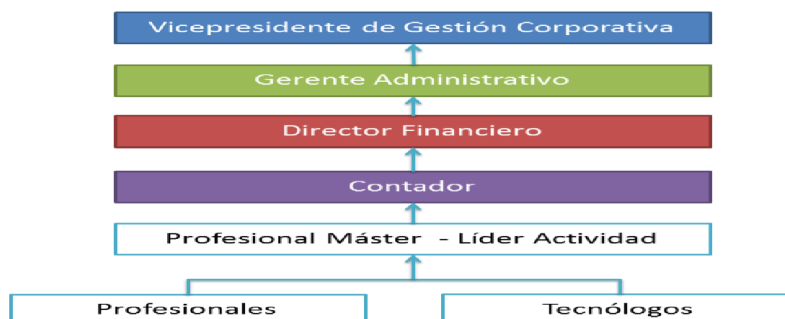 Vicepresidente de Gestión Corporativa
Gerente Administrativo
Director Financiero
Contador
Profesional Máster - Líder Actividad
Profesionales
Tecnólogos